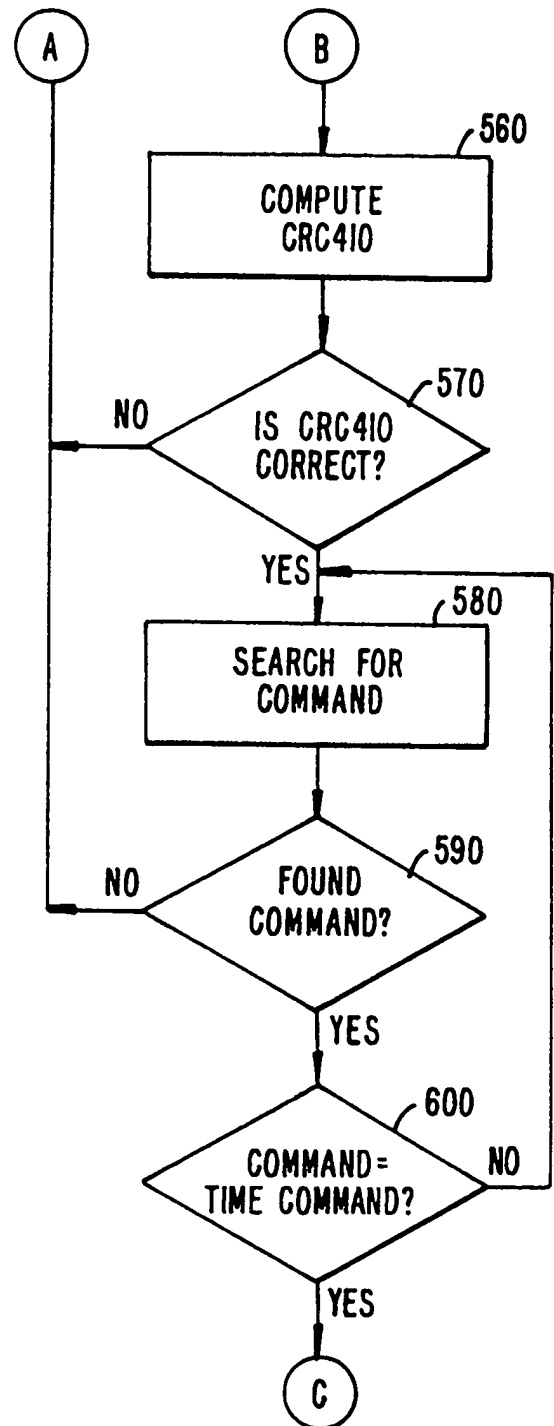 A
B
560
COMPUTE
CRC410
570
NO
IS CRC410
CORRECT?
YES
580
SEARCH FOR
COMMAND
590
NO
FOUND
COMMAND?
YES
600
COMMAND=
TIME COMMAND?
NO
YES
C